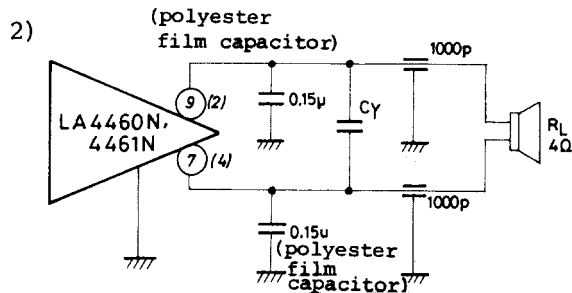 2)
(polyester
film capacitor)
1000p
9 (2)
0.15μ
CY
LA4460N,
4461N
RL
4Ω
7 (4)
1000p
0.15u
(polyester
film
capacitor)